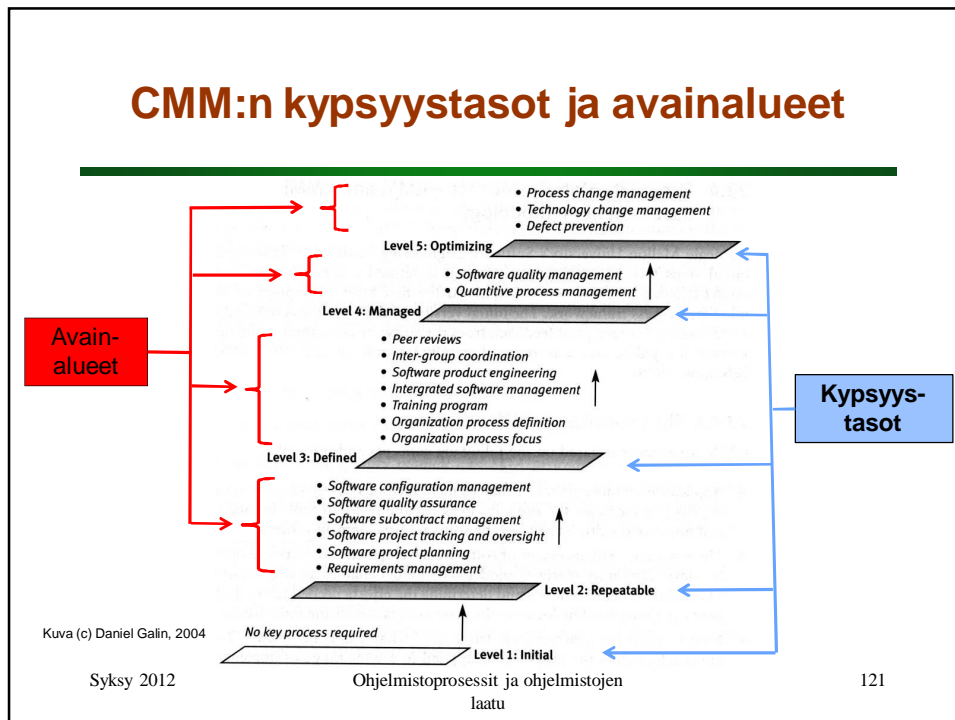 CMM:n kypsyystasot ja avainalueet
• Process change management
• Technology change management
• Defect prevention
Level 5: Optimizing
• Software quality management
• Quantitive process management
Level 4: Managed
Avain-
alueet
• Peer reviews
• Inter-group coordination
• Software product engineering
• Intergrated software management
• Training program
• Organization process definition
• Organization process focus
Kypsyys-
tasot
Level 3: Defined
• Software configuration management
• Software quality assurance
• Software subcontract management
• Software project tracking and oversight
• Software project planning
• Requirements management
Level 2: Repeatable
Kuva (c) Daniel Galin, 2004
No key process required
Level 1: Initial
Syksy 2012
Ohjelmistoprosessit ja ohjelmistojen
laatu
121